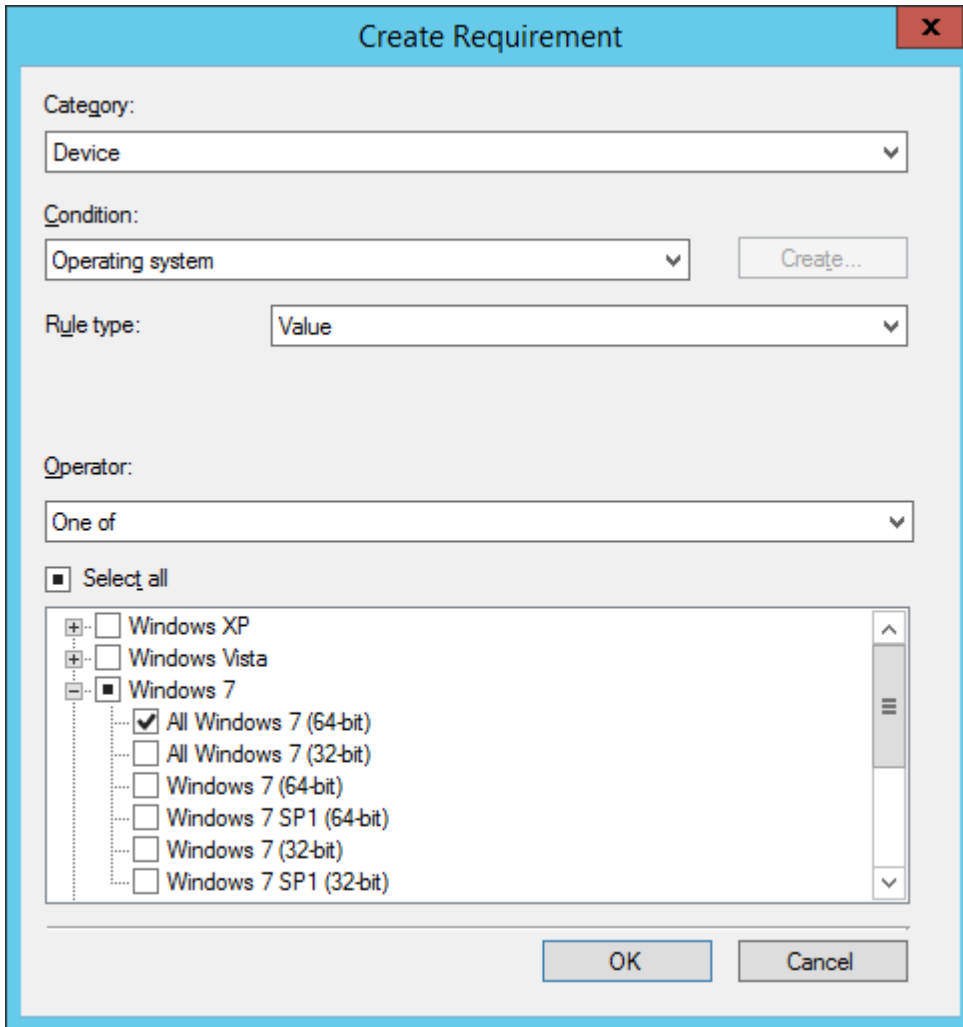 Create Requirement
x
Category:
Device
Condition:
Operating system
Create...
Rule type:
Value
Operator:
One of
Select all
Windows XP
Windows Vista
Windows 7
All Windows 7 (64-bit)
All Windows 7 (32-bit)
Windows 7 (64-bit)
Windows 7 SP1 (64-bit)
Windows 7 (32-bit)
Windows 7 SP1 (32-bit)
OK
Cancel